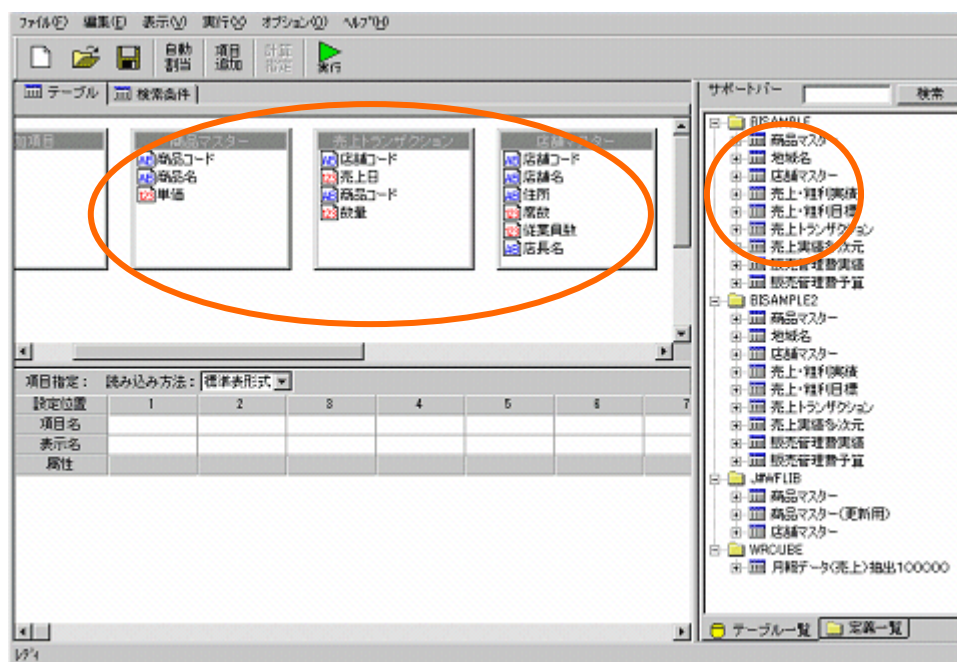 ファイル(F) 編集(E) 表示(V) 実行(X) オプション(O) ヘルプ(H)
自動割当 項目追加 計算指定 実行
テーブル 検索条件
加項目
商品マスター
商品コード
商品名
単価
売上トランザクション
店舗コード
売上日
商品コード
数量
店舗マスター
店舗コード
店舗名
住所
席数
従業員数
店長名
項目指定： 読み込み方法： 標準表形式
設定位置 1 2 3 4 5 6 7
項目名
表示名
属性
レディ
サポートバー 検索
BISAMPLE
商品マスター
地域名
店舗マスター
売上・粗利実績
売上・粗利目標
売上トランザクション
売上実績多次元
販売管理費実績
販売管理費予算
BISAMPLE2
商品マスター
地域名
店舗マスター
売上・粗利実績
売上・粗利目標
売上トランザクション
売上実績多次元
販売管理費実績
販売管理費予算
J#WFLIB
商品マスター
商品マスター(更新用)
店舗マスター
WRCUBE
月報データ(売上)抽出100000
テーブル一覧 定義一覧